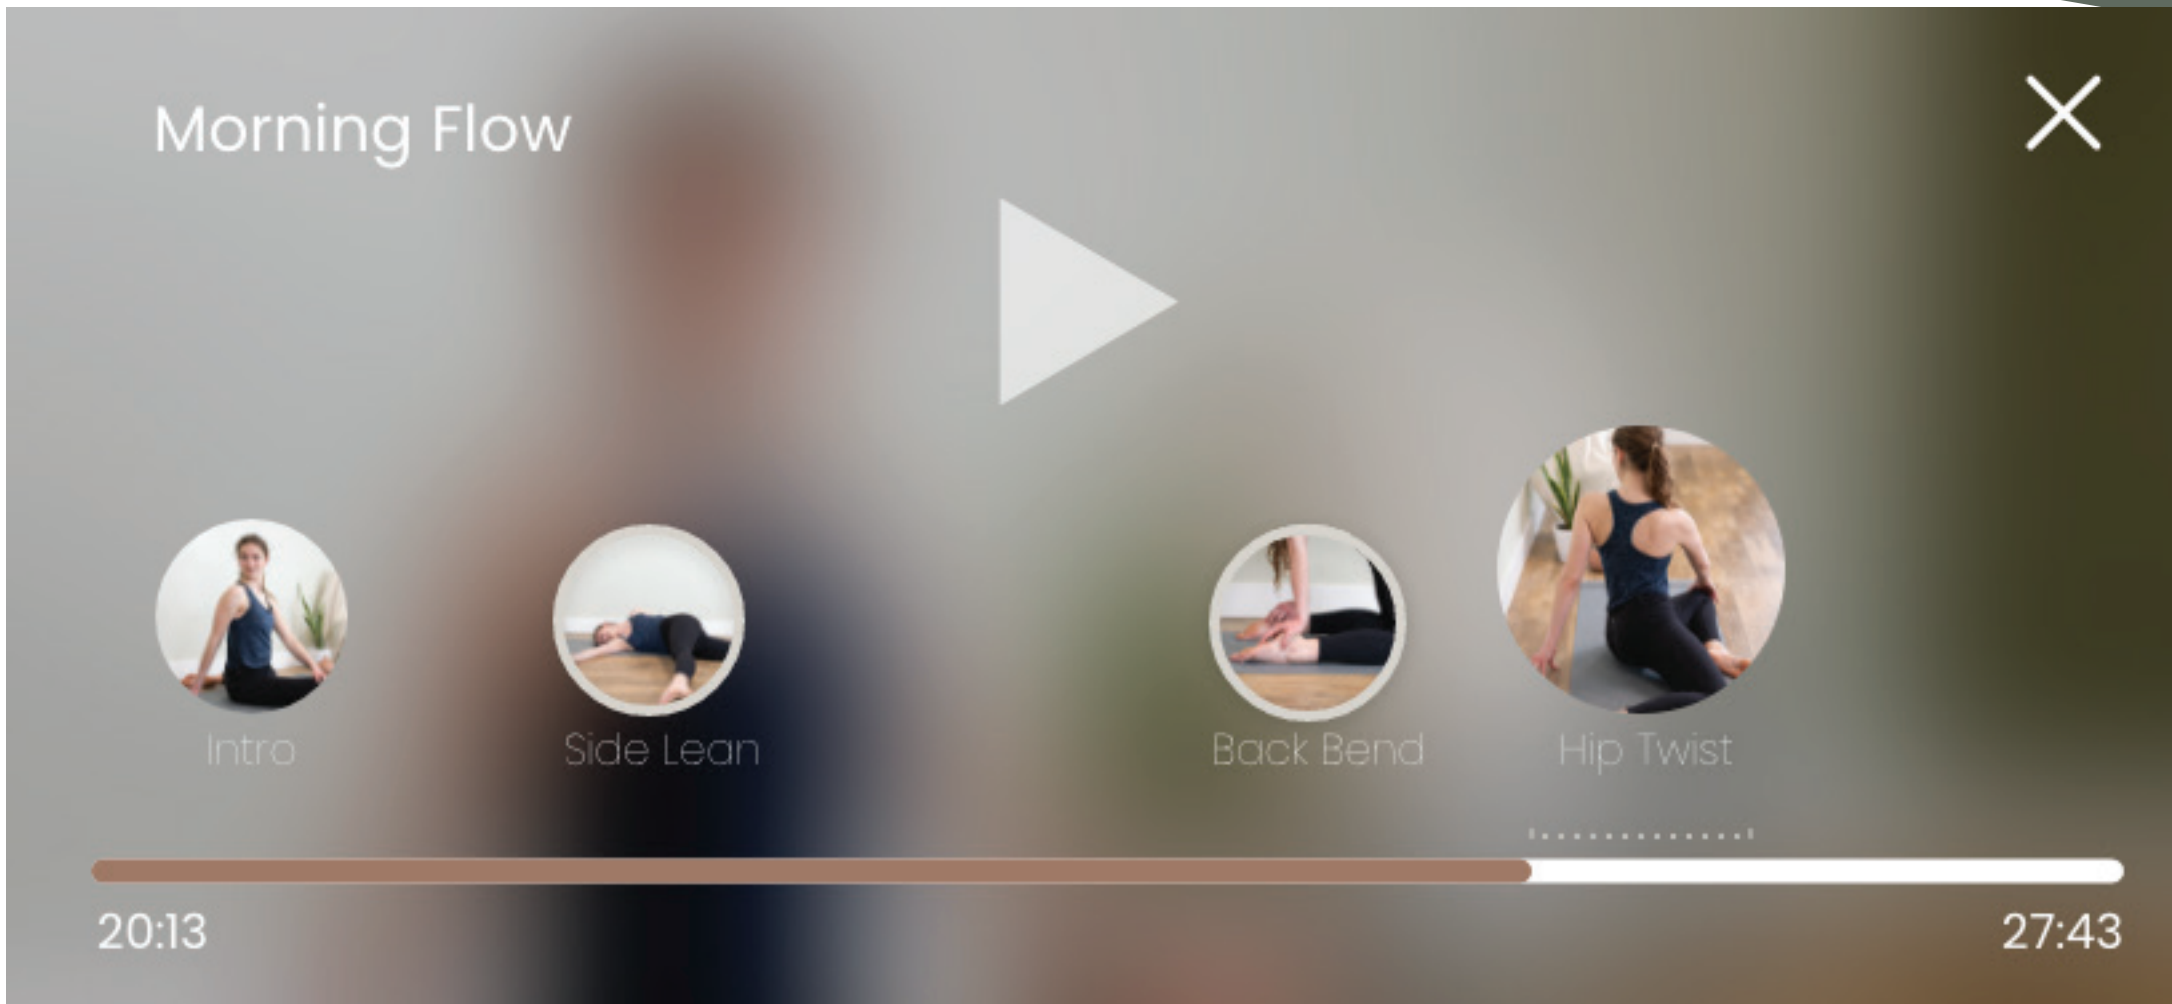 Morning Flow
Intro
Side Lean
Back Bend
Hip Twist
20:13
27:43